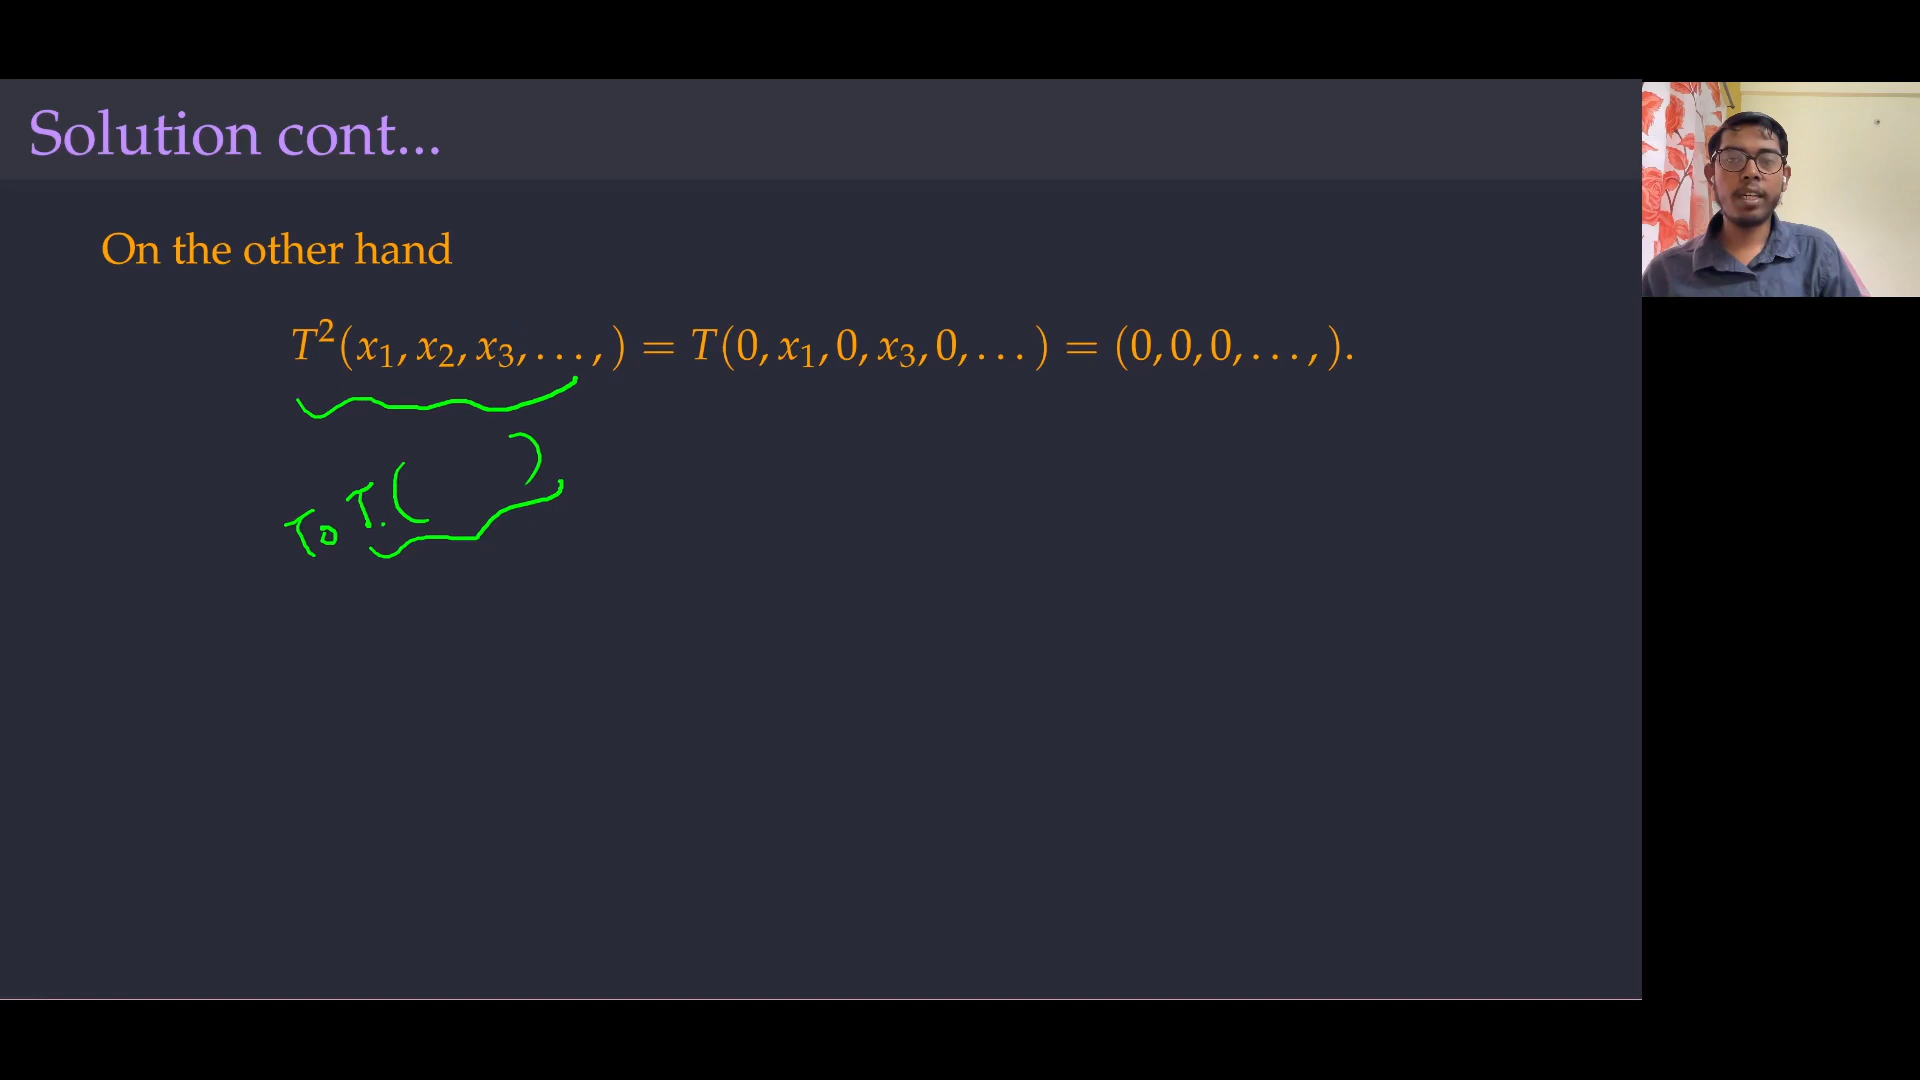 Solution cont...
On the other hand
T²(x₁, x₂, x₃, . . . , ) = T(0, x₁, 0, x₃, 0, . . . ) = (0, 0, 0, . . . , ).
T o T. ( )